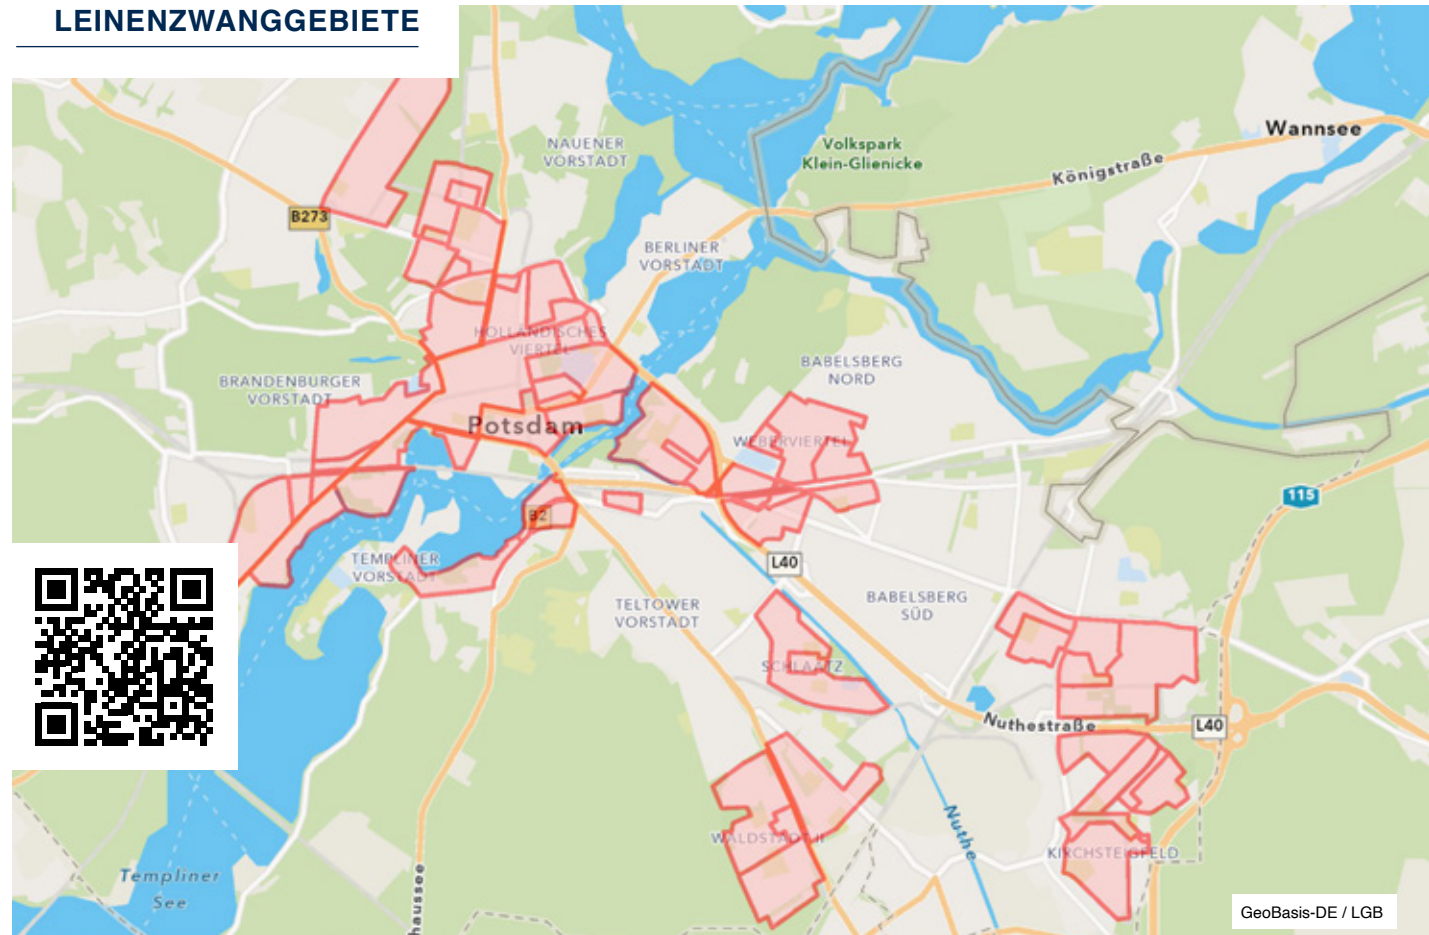 LEINENZWANGGEBIETE
Wannsee
NAUENER
VORSTADT
Volkspark
Klein-Glienicke
Königstraße
B273
BERLINER
VORSTADT
HOLLÄNDISCHES
VIERTEL
BABELSBERG
NORD
BRANDENBURGER
VORSTADT
Potsdam
WEBERVIERTEL
115
B2
TEMPLINER
VORSTADT
L40
TELTOWER
VORSTADT
BABELSBERG
SÜD
SCHLAATZ
Nuthestraße
L40
Nuthe
WALDSTADT II
KIRCHSTEIGFELD
Templiner
See
haussee
GeoBasis-DE / LGB